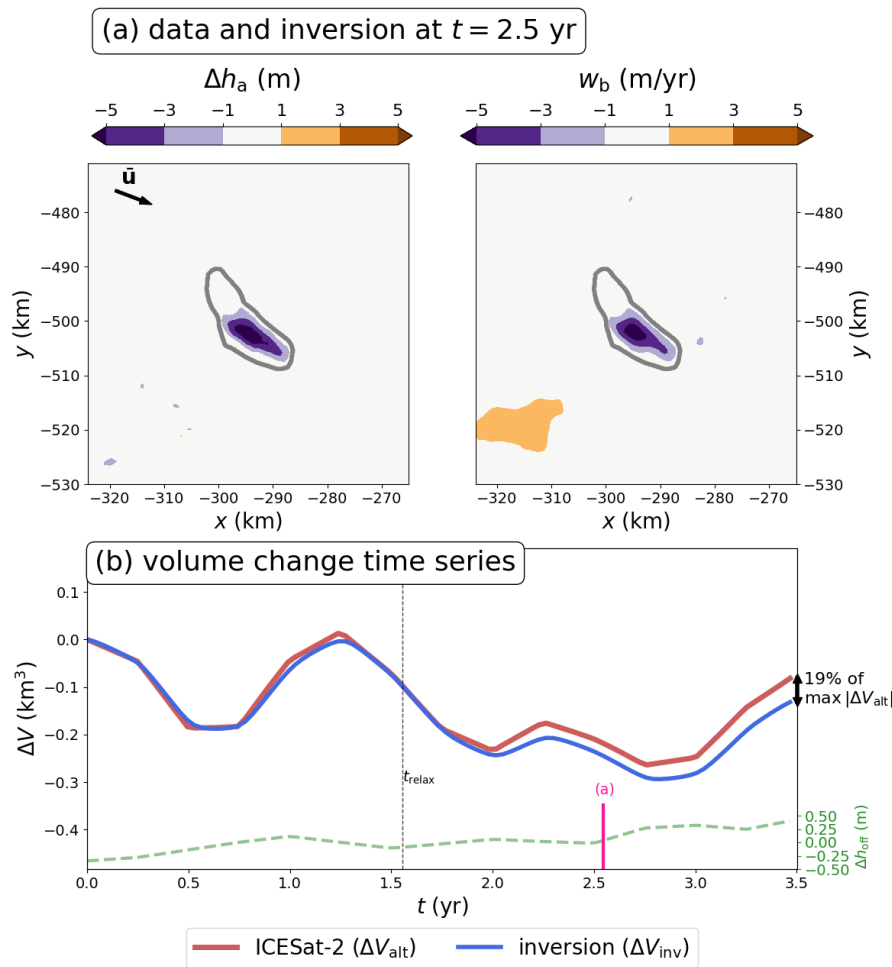 (a) data and inversion at t = 2.5 yr
Δhₐ (m)
w_b (m/yr)
−5 −3 −1 1 3 5
−5 −3 −1 1 3 5
ū
−480
−490
−500
−510
−520
−530
y (km)
−320 −310 −300 −290 −280 −270
x (km)
−480
−490
−500
−510
−520
−530
y (km)
−320 −310 −300 −290 −280 −270
x (km)
(b) volume change time series
0.1
0.0
−0.1
−0.2
−0.3
−0.4
ΔV (km³)
t_relax
(a)
19% of
max |ΔV_alt|
0.50
0.25
0.00
−0.25
−0.50
Δh_off (m)
0.0 0.5 1.0 1.5 2.0 2.5 3.0 3.5
t (yr)
ICESat-2 (ΔV_alt) inversion (ΔV_inv)